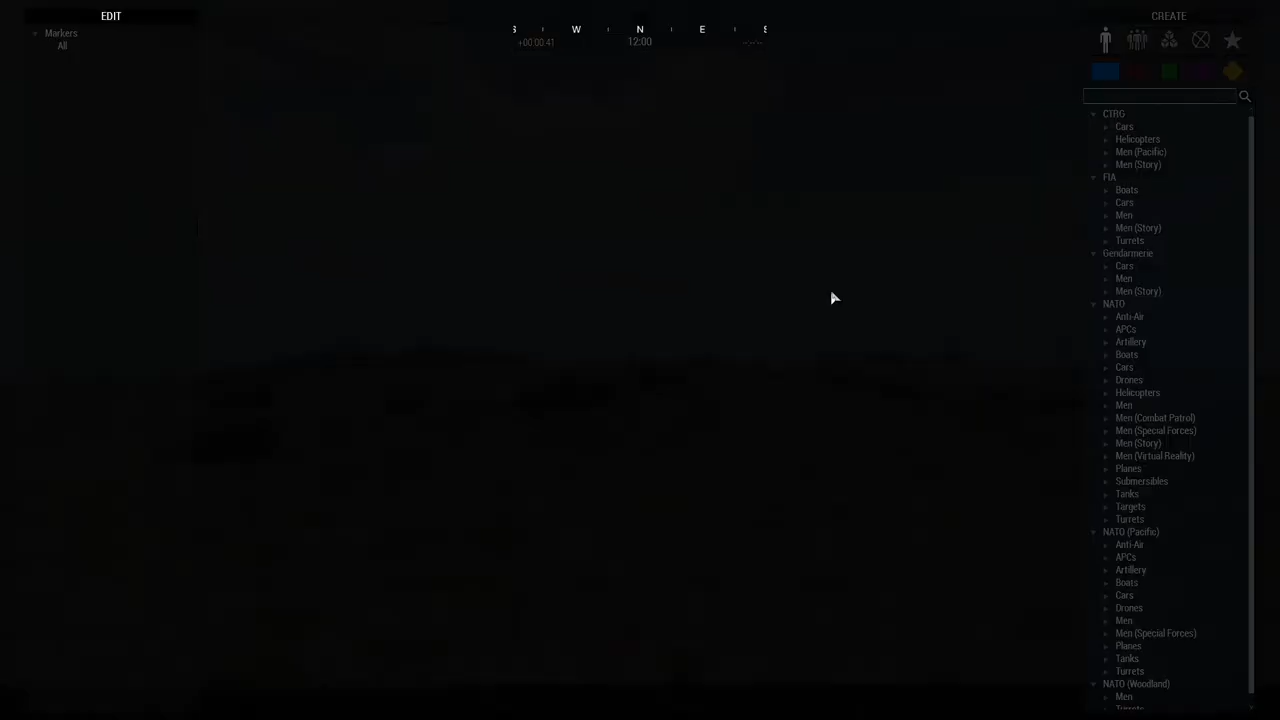 EDIT
Markers
All
S W N E S
+00:00:41 12:00 --:--:--
CREATE
CTRG
Cars
Helicopters
Men (Pacific)
Men (Story)
FIA
Boats
Cars
Men
Men (Story)
Turrets
Gendarmerie
Cars
Men
Men (Story)
NATO
Anti-Air
APCs
Artillery
Boats
Cars
Drones
Helicopters
Men
Men (Combat Patrol)
Men (Special Forces)
Men (Story)
Men (Virtual Reality)
Planes
Submersibles
Tanks
Targets
Turrets
NATO (Pacific)
Anti-Air
APCs
Artillery
Boats
Cars
Drones
Men
Men (Special Forces)
Planes
Tanks
Turrets
NATO (Woodland)
Men
Turrets